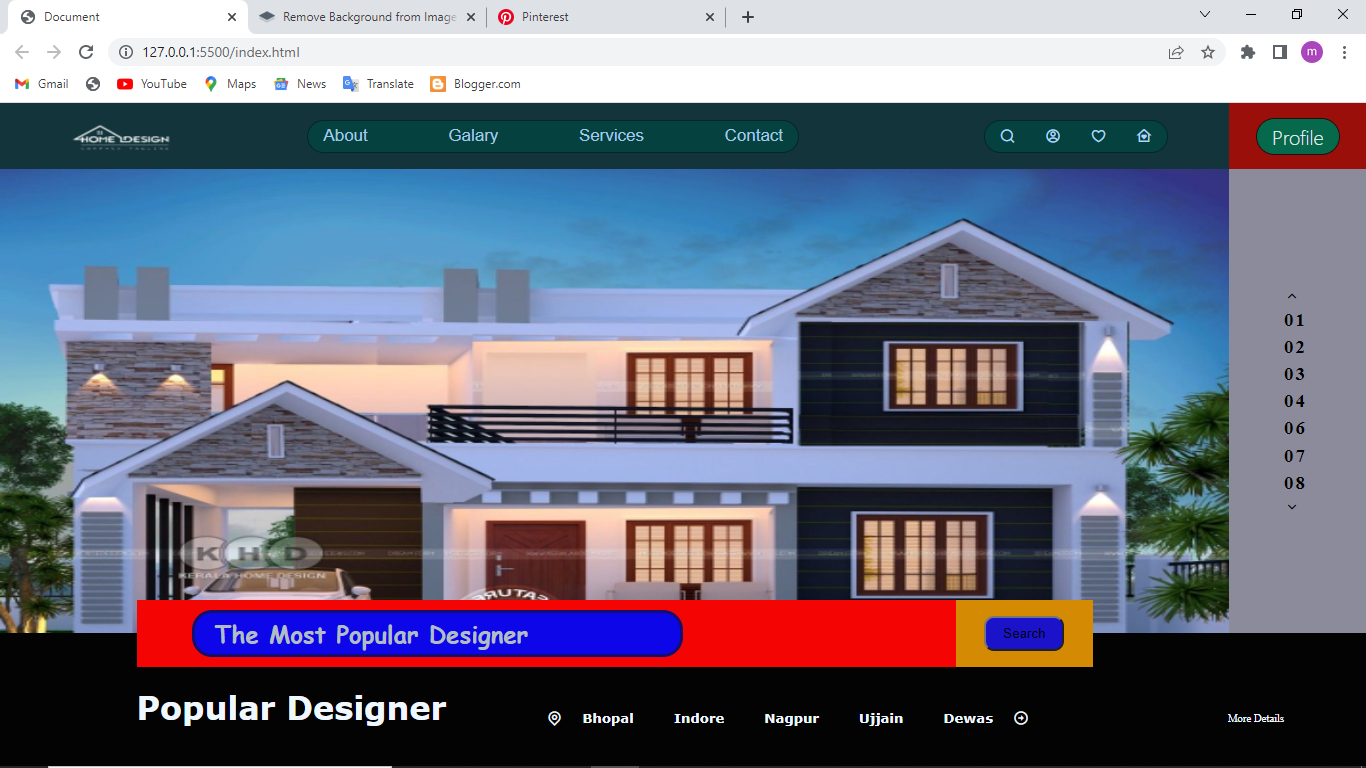 Document
Remove Background from Image
Pinterest
127.0.0.1:5500/index.html
m
Gmail
YouTube
Maps
News
Translate
Blogger.com
HOME DESIGN
About
Galary
Services
Contact
Profile
01
02
03
04
06
07
08
KHD
KERALA HOME DESIGN
The Most Popular Designer
Search
Popular Designer
Bhopal
Indore
Nagpur
Ujjain
Dewas
More Details